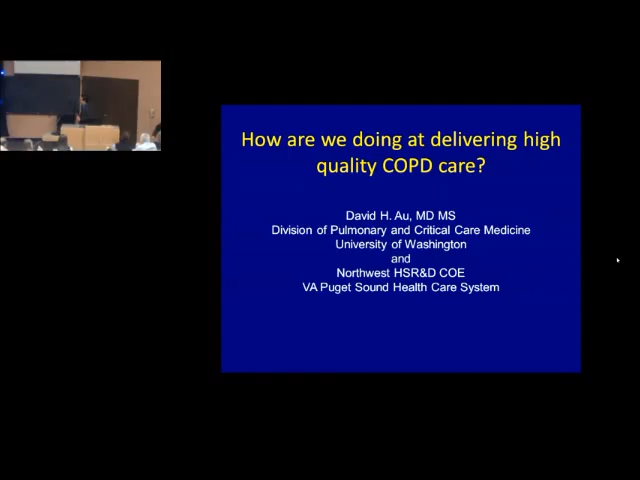 How are we doing at delivering high
quality COPD care?
David H. Au, MD MS
Division of Pulmonary and Critical Care Medicine
University of Washington
and
Northwest HSR&D COE
VA Puget Sound Health Care System